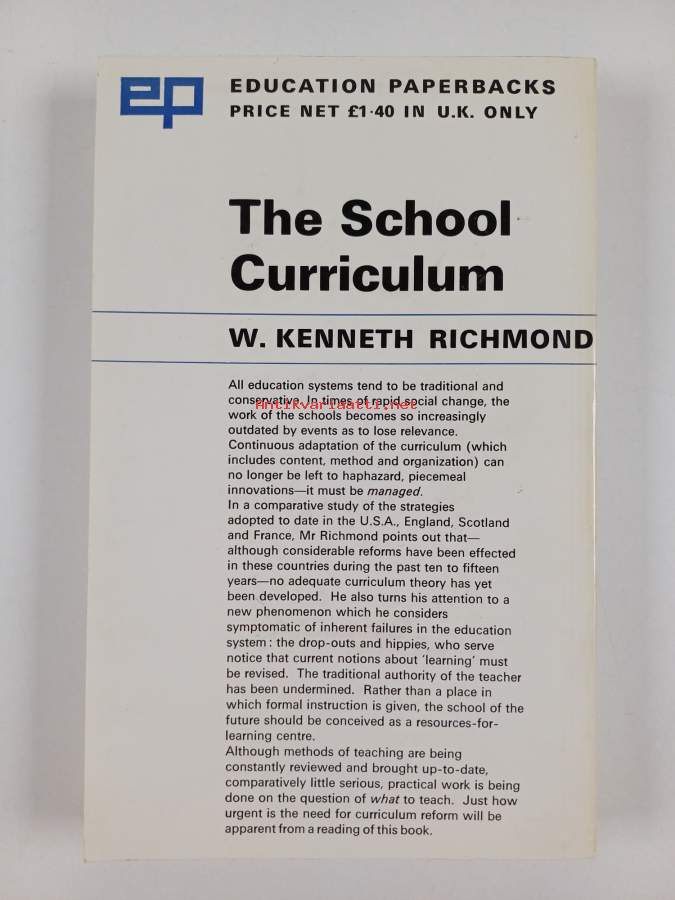 ep EDUCATION PAPERBACKS
PRICE NET £1·40 IN U.K. ONLY
The School
Curriculum
W. KENNETH RICHMOND
All education systems tend to be traditional and
conservative. In times of rapid social change, the
Antikvariaatti.net
work of the schools becomes so increasingly
outdated by events as to lose relevance.
Continuous adaptation of the curriculum (which
includes content, method and organization) can
no longer be left to haphazard, piecemeal
innovations—it must be managed.
In a comparative study of the strategies
adopted to date in the U.S.A., England, Scotland
and France, Mr Richmond points out that—
although considerable reforms have been effected
in these countries during the past ten to fifteen
years—no adequate curriculum theory has yet
been developed. He also turns his attention to a
new phenomenon which he considers
symptomatic of inherent failures in the education
system: the drop-outs and hippies, who serve
notice that current notions about 'learning' must
be revised. The traditional authority of the teacher
has been undermined. Rather than a place in
which formal instruction is given, the school of the
future should be conceived as a resources-for-
learning centre.
Although methods of teaching are being
constantly reviewed and brought up-to-date,
comparatively little serious, practical work is being
done on the question of what to teach. Just how
urgent is the need for curriculum reform will be
apparent from a reading of this book.